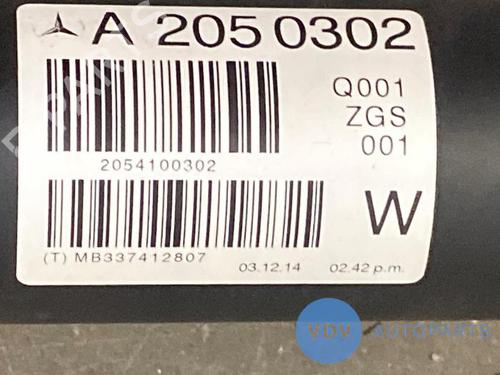 A 205 0302
Q001
ZGS
001
2054100302
W
(T) MB337412807
03.12.14
02.42 p.m.
VDV
AUTOPARTS